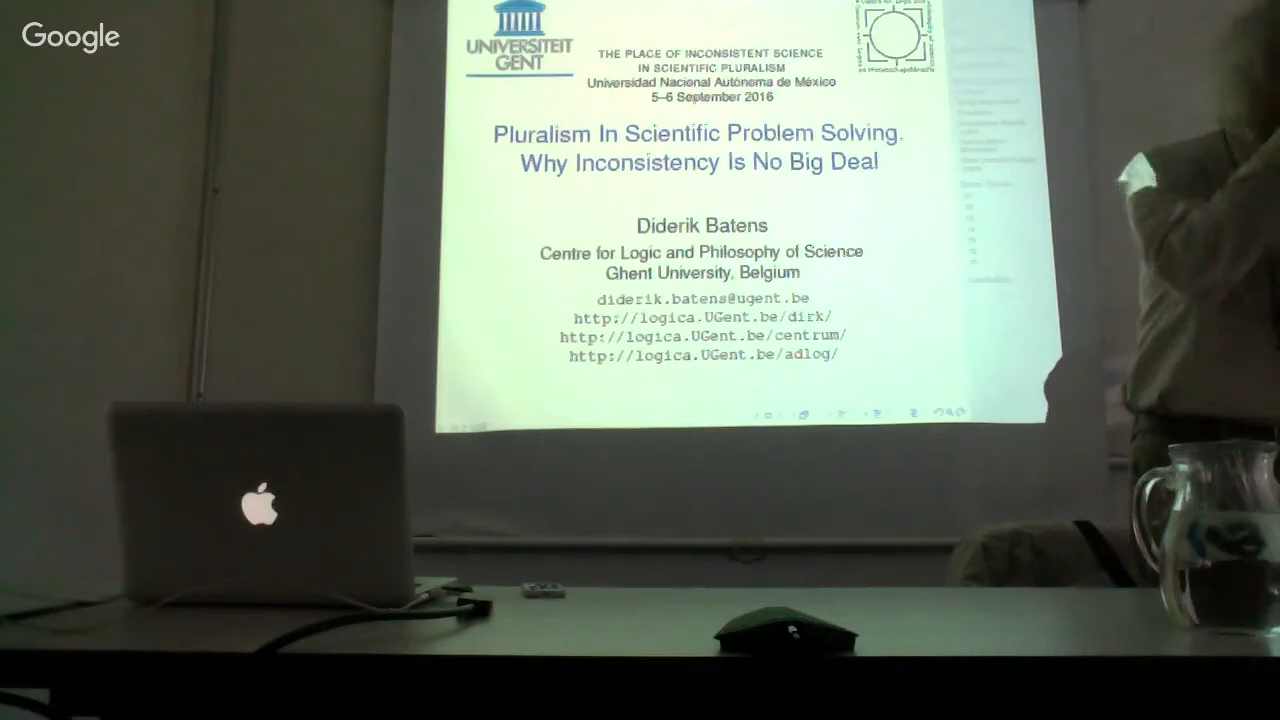 Google
UNIVERSITEIT
GENT
THE PLACE OF INCONSISTENT SCIENCE
IN SCIENTIFIC PLURALISM
Universidad Nacional Autónoma de México
5–6 September 2016
Pluralism In Scientific Problem Solving.
Why Inconsistency Is No Big Deal
Diderik Batens
Centre for Logic and Philosophy of Science
Ghent University, Belgium
diderik.batens@ugent.be
http://logica.UGent.be/dirk/
http://logica.UGent.be/centrum/
http://logica.UGent.be/adlog/